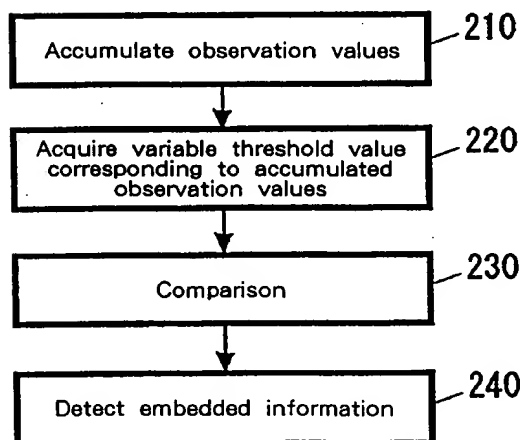 210
Accumulate observation values
220
Acquire variable threshold value
corresponding to accumulated
observation values
230
Comparison
240
Detect embedded information